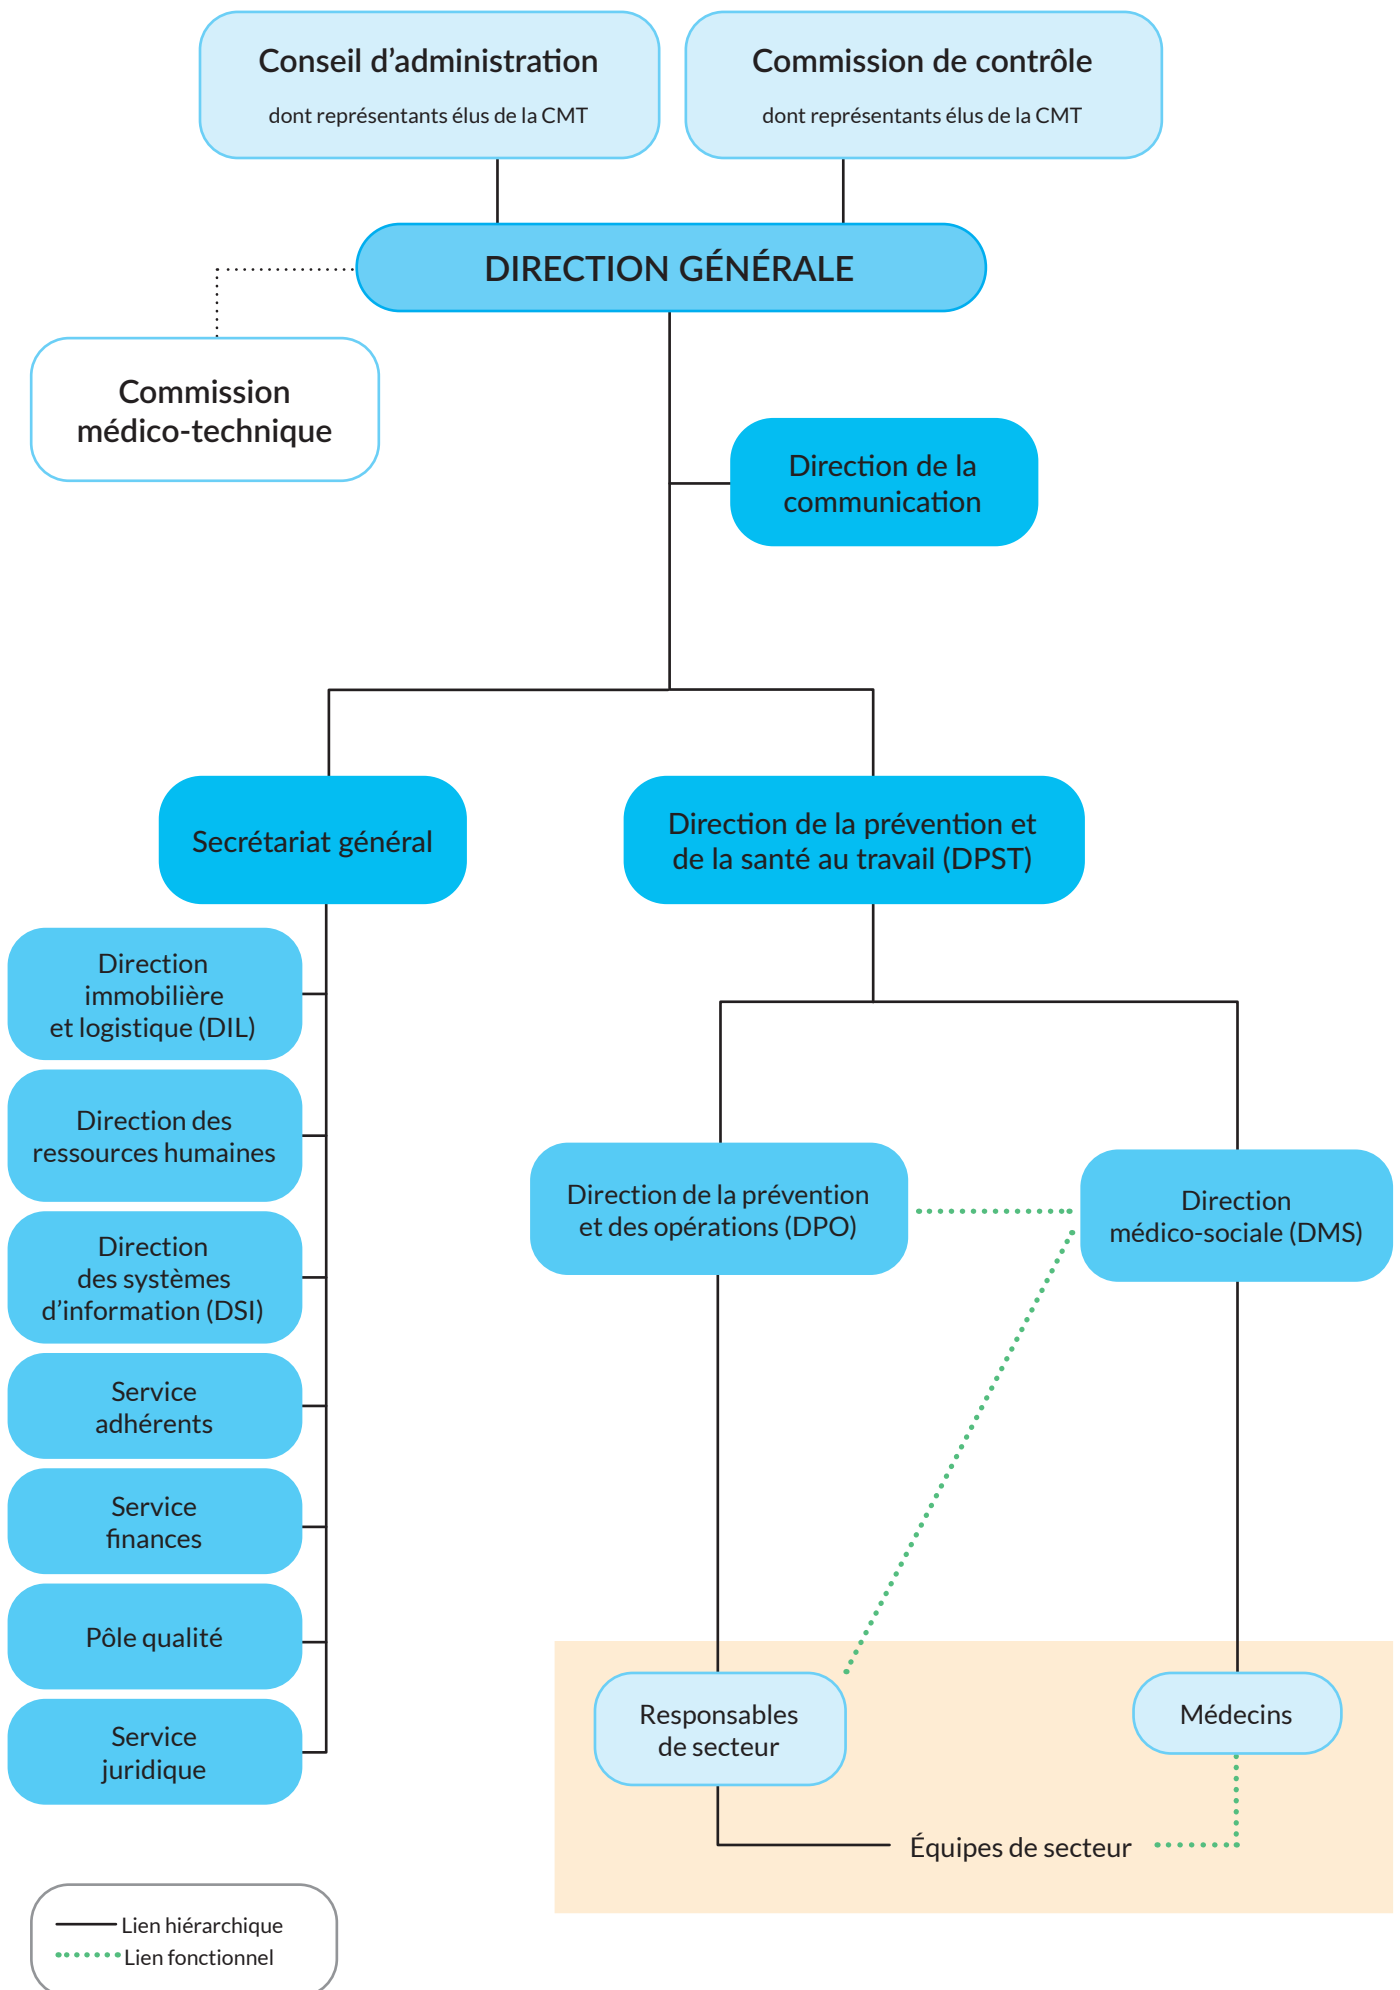 Conseil d’administration
dont représentants élus de la CMT
Commission de contrôle
dont représentants élus de la CMT
DIRECTION GÉNÉRALE
Commission
médico-technique
Direction de la
communication
Secrétariat général
Direction de la prévention et
de la santé au travail (DPST)
Direction
immobilière
et logistique (DIL)
Direction des
ressources humaines
Direction
des systèmes
d’information (DSI)
Service
adhérents
Service
finances
Pôle qualité
Service
juridique
Direction de la prévention
et des opérations (DPO)
Direction
médico-sociale (DMS)
Responsables
de secteur
Médecins
Équipes de secteur
Lien hiérarchique
Lien fonctionnel